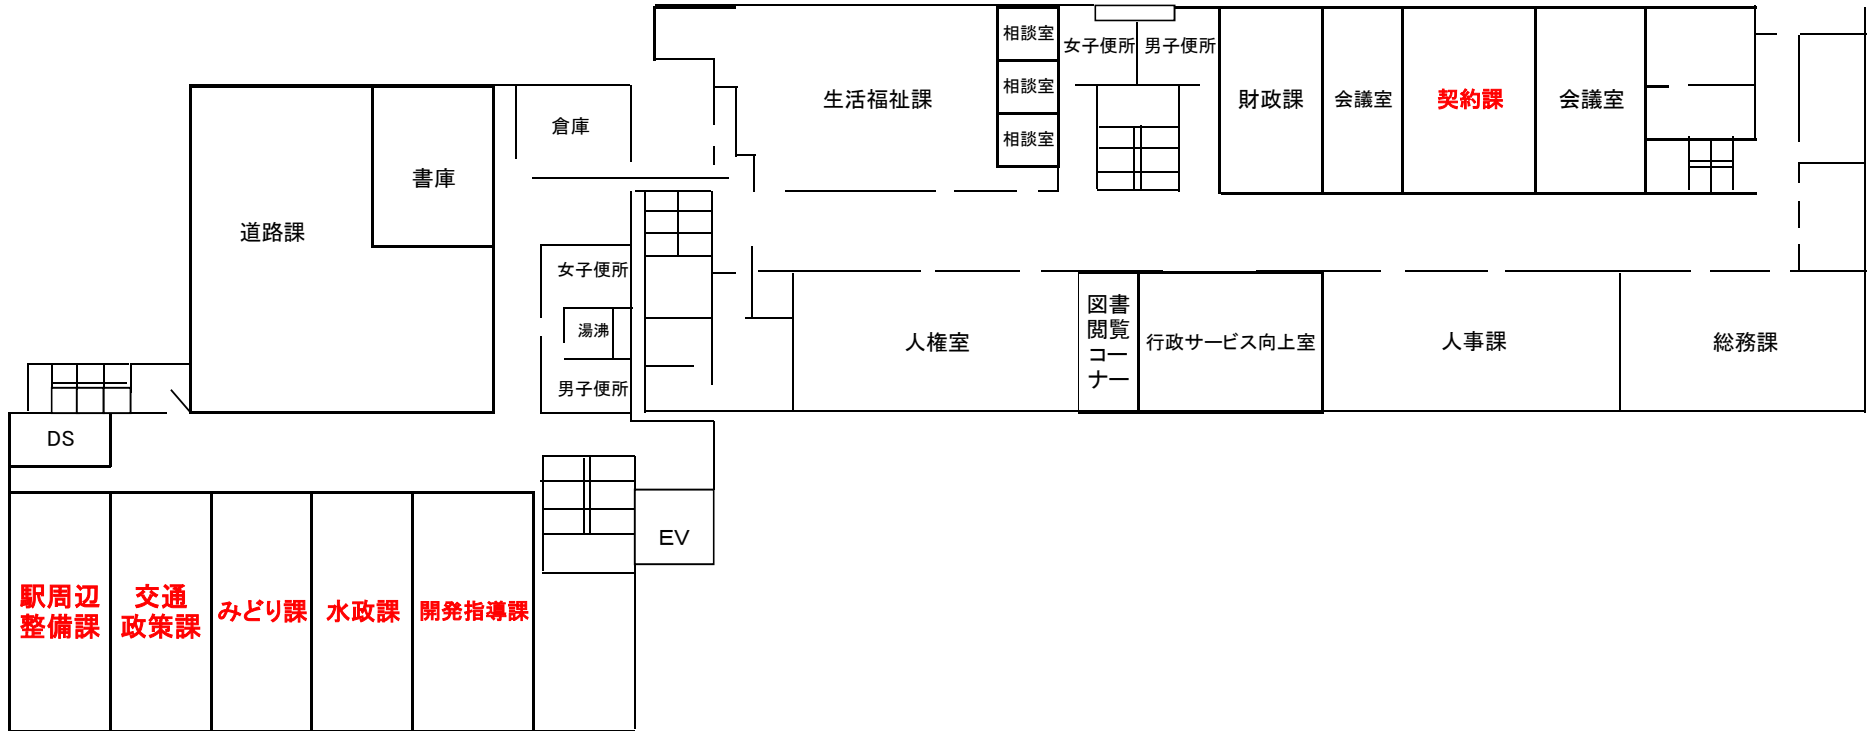 相談室
女子便所
男子便所
相談室
生活福祉課
財政課
会議室
契約課
会議室
倉庫
相談室
書庫
道路課
女子便所
湯沸
男子便所
人権室
図書
閲覧
コー
ナー
行政サービス向上室
人事課
総務課
DS
EV
駅周辺
整備課
交通
政策課
みどり課
水政課
開発指導課